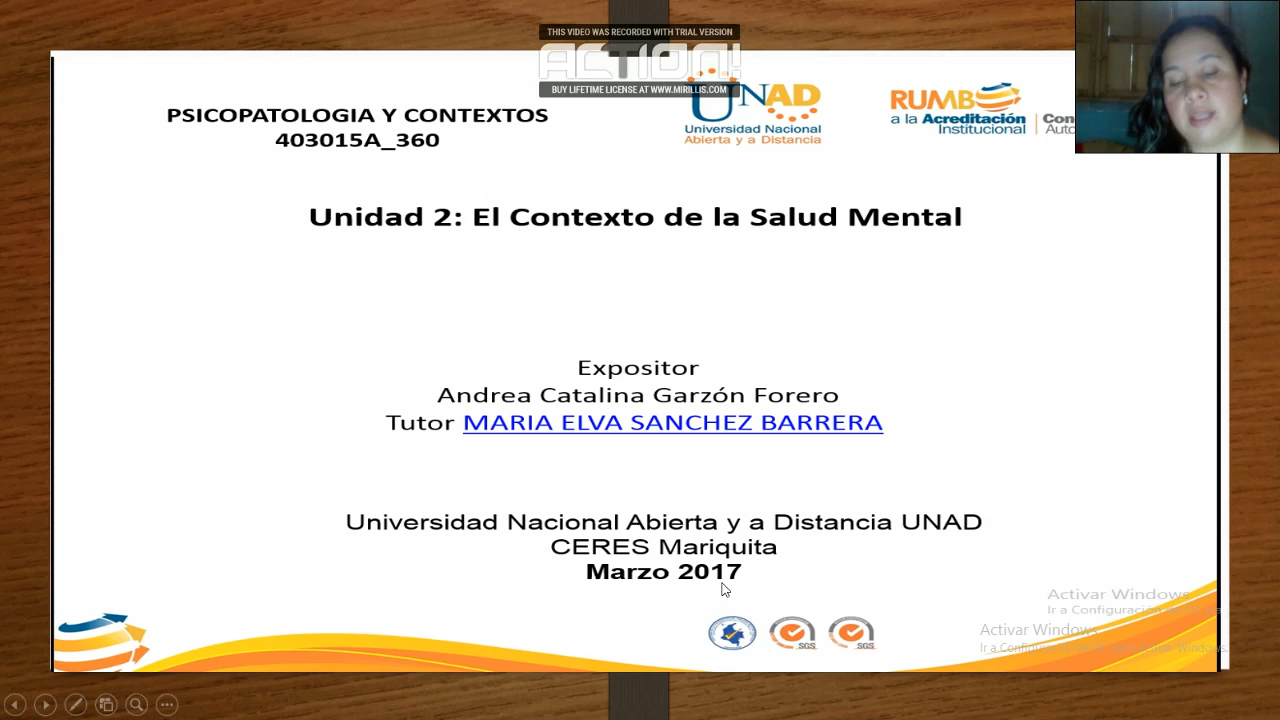 THIS VIDEO WAS RECORDED WITH TRIAL VERSION
ACTION!
BUY LIFETIME LICENSE AT WWW.MIRILLIS.COM
PSICOPATOLOGIA Y CONTEXTOS
403015A_360
UNAD
Universidad Nacional
Abierta y a Distancia
RUMBO
a la Acreditación
Institucional
Unidad 2: El Contexto de la Salud Mental
Expositor
Andrea Catalina Garzón Forero
Tutor MARIA ELVA SANCHEZ BARRERA
Universidad Nacional Abierta y a Distancia UNAD
CERES Mariquita
Marzo 2017
Activar Windows
Ir a Configuración
Activar Windows
SGS
SGS